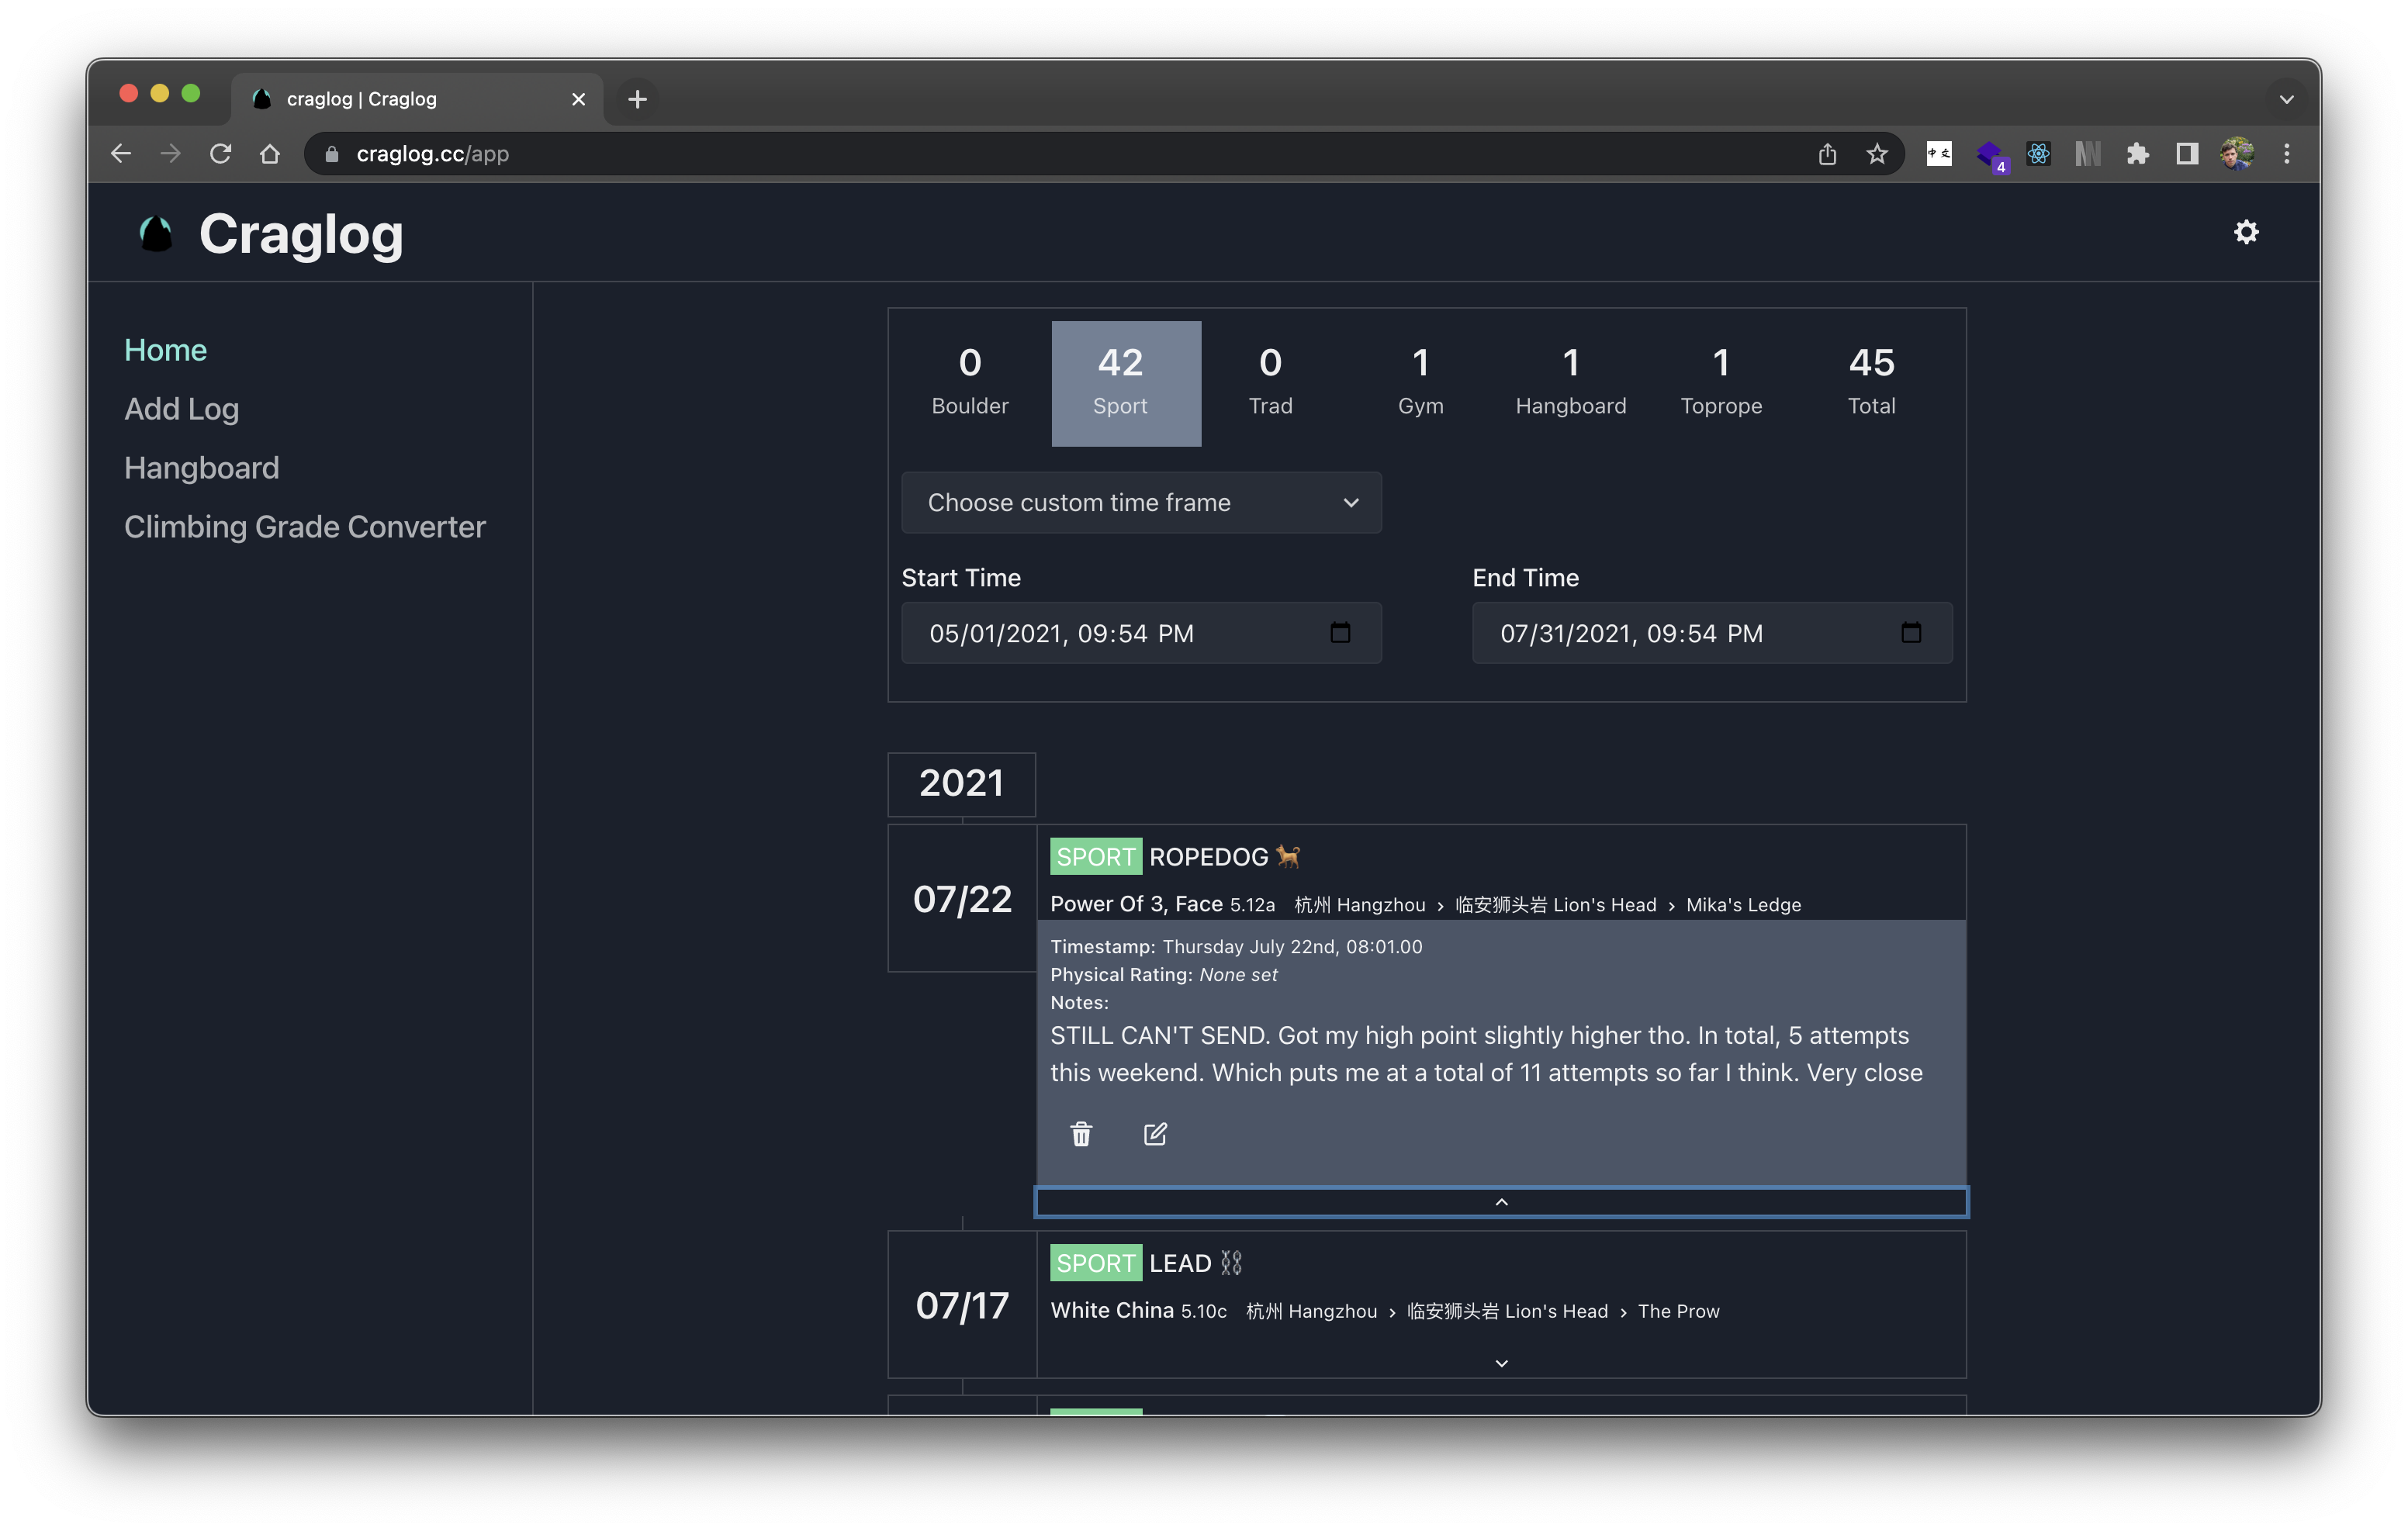 craglog | Craglog
craglog.cc/app
中文
4
Craglog
Home
Add Log
Hangboard
Climbing Grade Converter
0 42 0 1 1 1 45
Boulder Sport Trad Gym Hangboard Toprope Total
Choose custom time frame
Start Time End Time
05/01/2021, 09:54 PM 07/31/2021, 09:54 PM
2021
07/22
SPORT ROPEDOG 🐕
Power Of 3, Face 5.12a 杭州 Hangzhou › 临安狮头岩 Lion's Head › Mika's Ledge
Timestamp: Thursday July 22nd, 08:01.00
Physical Rating: None set
Notes:
STILL CAN'T SEND. Got my high point slightly higher tho. In total, 5 attempts
this weekend. Which puts me at a total of 11 attempts so far I think. Very close
07/17
SPORT LEAD ⛓
White China 5.10c 杭州 Hangzhou › 临安狮头岩 Lion's Head › The Prow